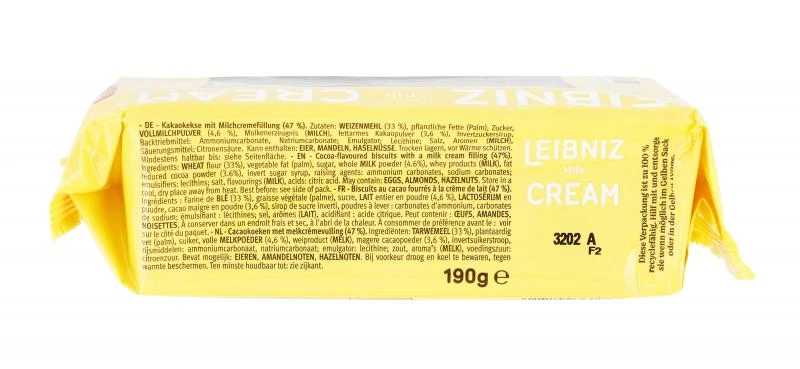 LEIBNIZ
Milk
CREAM
- DE - Kakaokekse mit Milchcremefüllung (47 %). Zutaten: WEIZENMEHL (33 %), pflanzliche Fette (Palm), Zucker,
VOLLMILCHPULVER (4,6 %), Molkenerzeugnis (MILCH), fettarmes Kakaopulver (3,6 %), Invertzuckersirup,
Backtriebmittel: Ammoniumcarbonate, Natriumcarbonate; Emulgator: Lecithine; Salz, Aromen (MILCH),
Säuerungsmittel: Citronensäure. Kann enthalten: EIER, MANDELN, HASELNÜSSE. Trocken lagern, vor Wärme schützen.
Mindestens haltbar bis: siehe Seitenfläche. - EN - Cocoa-flavoured biscuits with a milk cream filling (47%).
Ingredients: WHEAT flour (33%), vegetable fat (palm), sugar, whole MILK powder (4.6%), whey products (MILK), fat
reduced cocoa powder (3.6%), invert sugar syrup, raising agents: ammonium carbonates, sodium carbonates;
emulsifiers: lecithins; salt, flavourings (MILK), acids: citric acid. May contain: EGGS, ALMONDS, HAZELNUTS. Store in a
cool, dry place away from heat. Best before: see side of pack. - FR - Biscuits au cacao fourrés à la crème de lait (47 %).
Ingrédients : Farine de BLÉ (33 %), graisse végétale (palme), sucre, LAIT entier en poudre (4,6 %), LACTOSÉRUM en
poudre, cacao maigre en poudre (3,6 %), sirop de sucre inverti, poudres à lever : carbonates d'ammonium, carbonates
de sodium; émulsifiant : lécithines; sel, arômes (LAIT), acidifiant : acide citrique. Peut contenir : ŒUFS, AMANDES,
NOISETTES. À conserver dans un endroit frais et sec, à l'abri de la chaleur. À consommer de préférence avant le : voir
sur le côté du paquet. - NL - Cacaokoeken met melkcrèmevulling (47 %). Ingrediënten: TARWEMEEL (33 %), plantaardig
vet (palm), suiker, volle MELKPOEDER (4,6 %), weiproduct (MELK), magere cacaopoeder (3,6 %), invertsuikerstroop,
rijsmiddelen: ammoniumcarbonaat, natriumcarbonaat; emulgator: lecithine; zout, aroma's (MELK), voedingszuur:
citroenzuur. Bevat mogelijk: EIEREN, AMANDELNOTEN, HAZELNOTEN. Bij voorkeur droog en koel te bewaren, tegen
warmte beschermen. Ten minste houdbaar tot: zie zijkant.
190g e
LEIBNIZ
Milk
CREAM
3202 A
F2
Diese Verpackung ist zu 100 %
recyclefähig. Hilf mit und entsorge
sie wenn möglich im Gelben Sack
oder in der